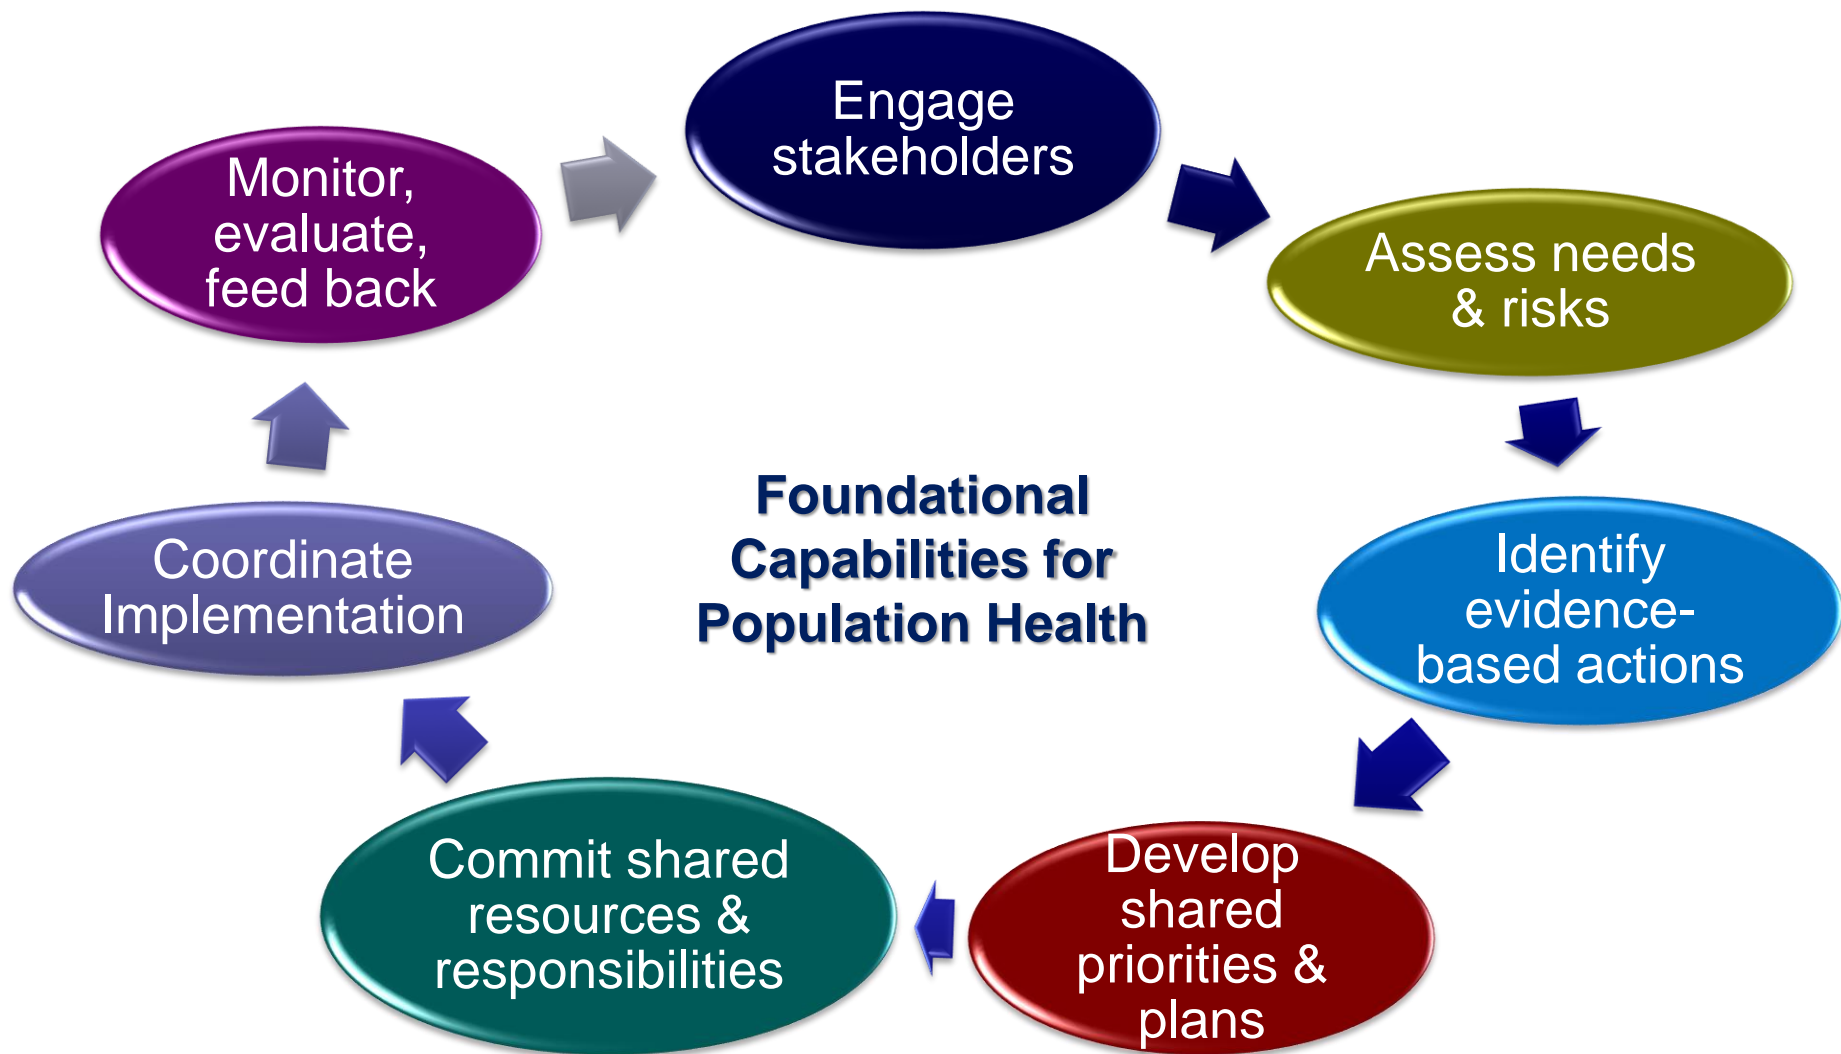 Engage
stakeholders
Assess needs
& risks
Identify
evidence-
based actions
Develop
shared
priorities &
plans
Commit shared
resources &
responsibilities
Coordinate
Implementation
Monitor,
evaluate,
feed back
Foundational
Capabilities for
Population Health